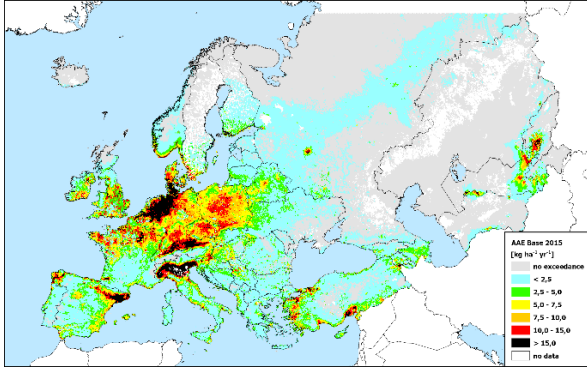 AAE Base 2015
[kg ha⁻¹ yr⁻¹]
no exceedance
< 2,5
2,5 - 5,0
5,0 - 7,5
7,5 - 10,0
10,0 - 15,0
> 15,0
no data